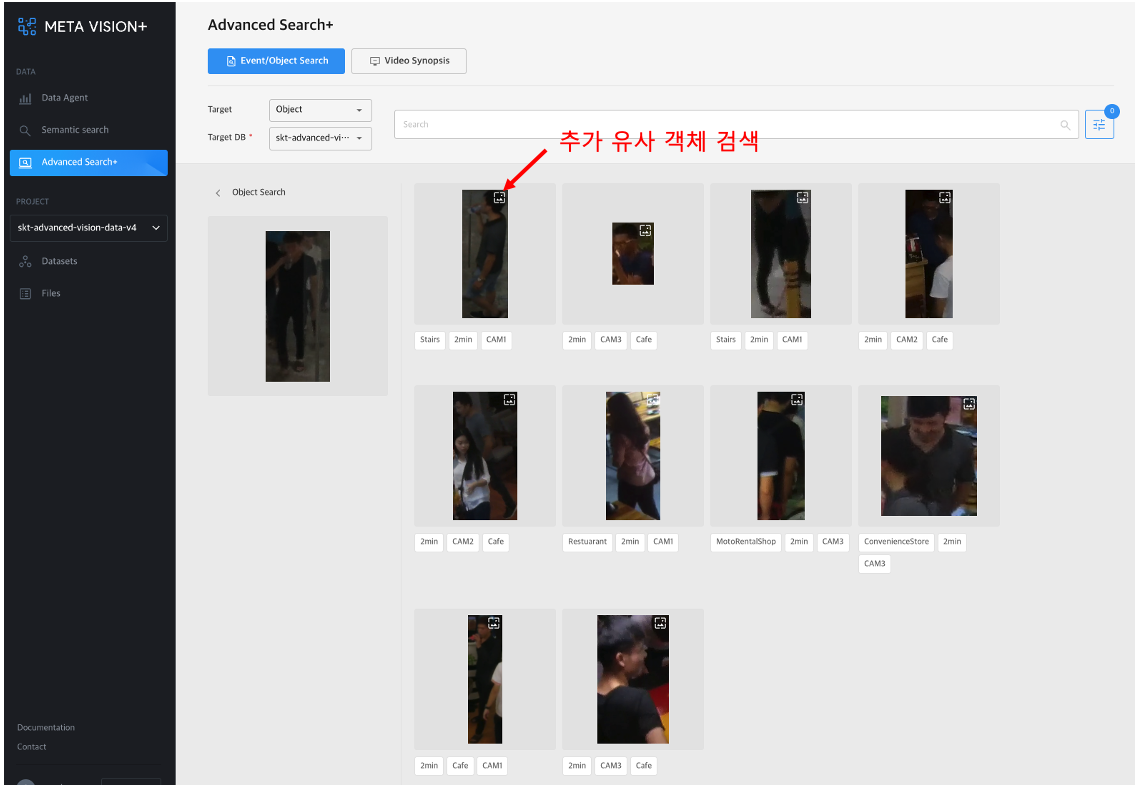 META VISION+
DATA
Data Agent
Semantic search
Advanced Search+
PROJECT
skt-advanced-vision-data-v4
Datasets
Files
Documentation
Contact
Advanced Search+
Event/Object Search
Video Synopsis
Target
Object
Target DB *
skt-advanced-vi···
Search
0
추가 유사 객체 검색
Object Search
Stairs 2min CAM1
2min CAM3 Cafe
Stairs 2min CAM1
2min CAM2 Cafe
2min CAM2 Cafe
Restuarant 2min CAM1
MotoRentalShop 2min CAM3
ConvenienceStore 2min
CAM3
2min Cafe CAM1
2min CAM3 Cafe